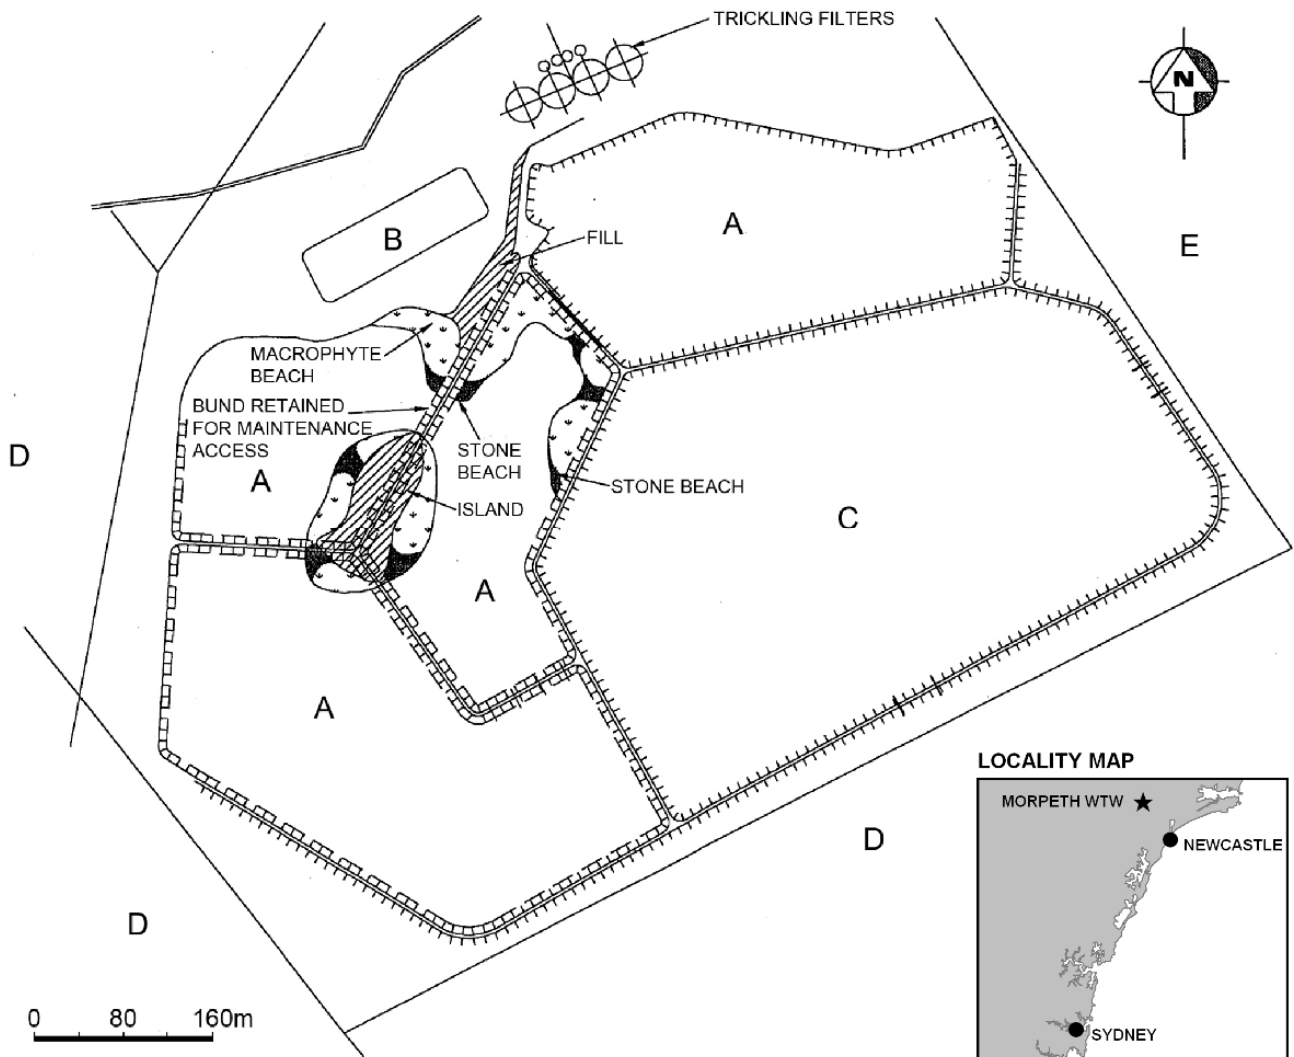 TRICKLING FILTERS
N
A
B
FILL
E
MACROPHYTE
BEACH
BUND RETAINED
FOR MAINTENANCE
ACCESS
STONE
BEACH
D
A
STONE BEACH
ISLAND
C
A
A
LOCALITY MAP
MORPETH WTW
NEWCASTLE
D
D
0 80 160m
SYDNEY